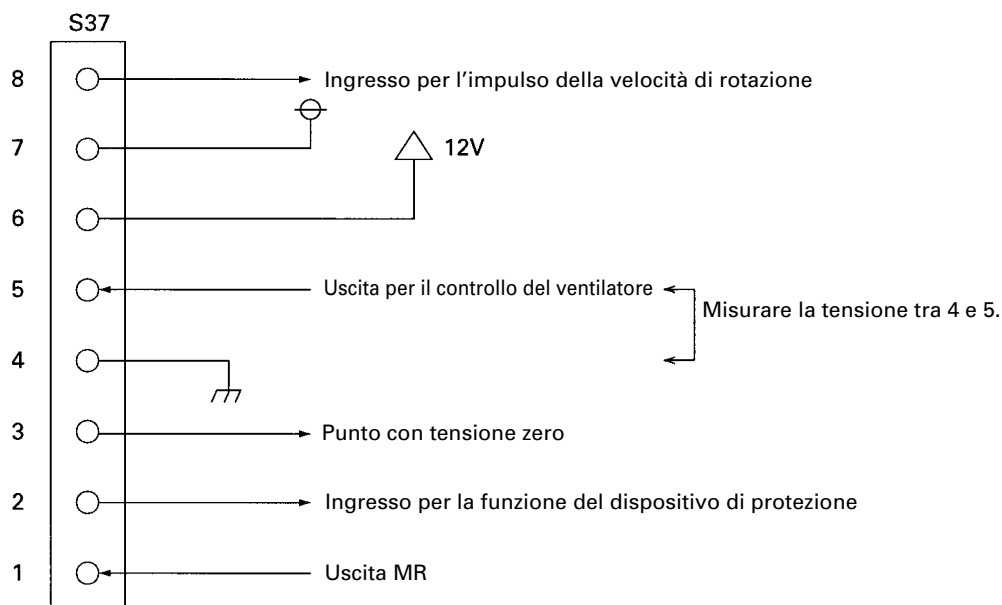 S37
8 Ingresso per l'impulso della velocità di rotazione
7
12V
6
5 Uscita per il controllo del ventilatore
Misurare la tensione tra 4 e 5.
4
3 Punto con tensione zero
2 Ingresso per la funzione del dispositivo di protezione
1 Uscita MR